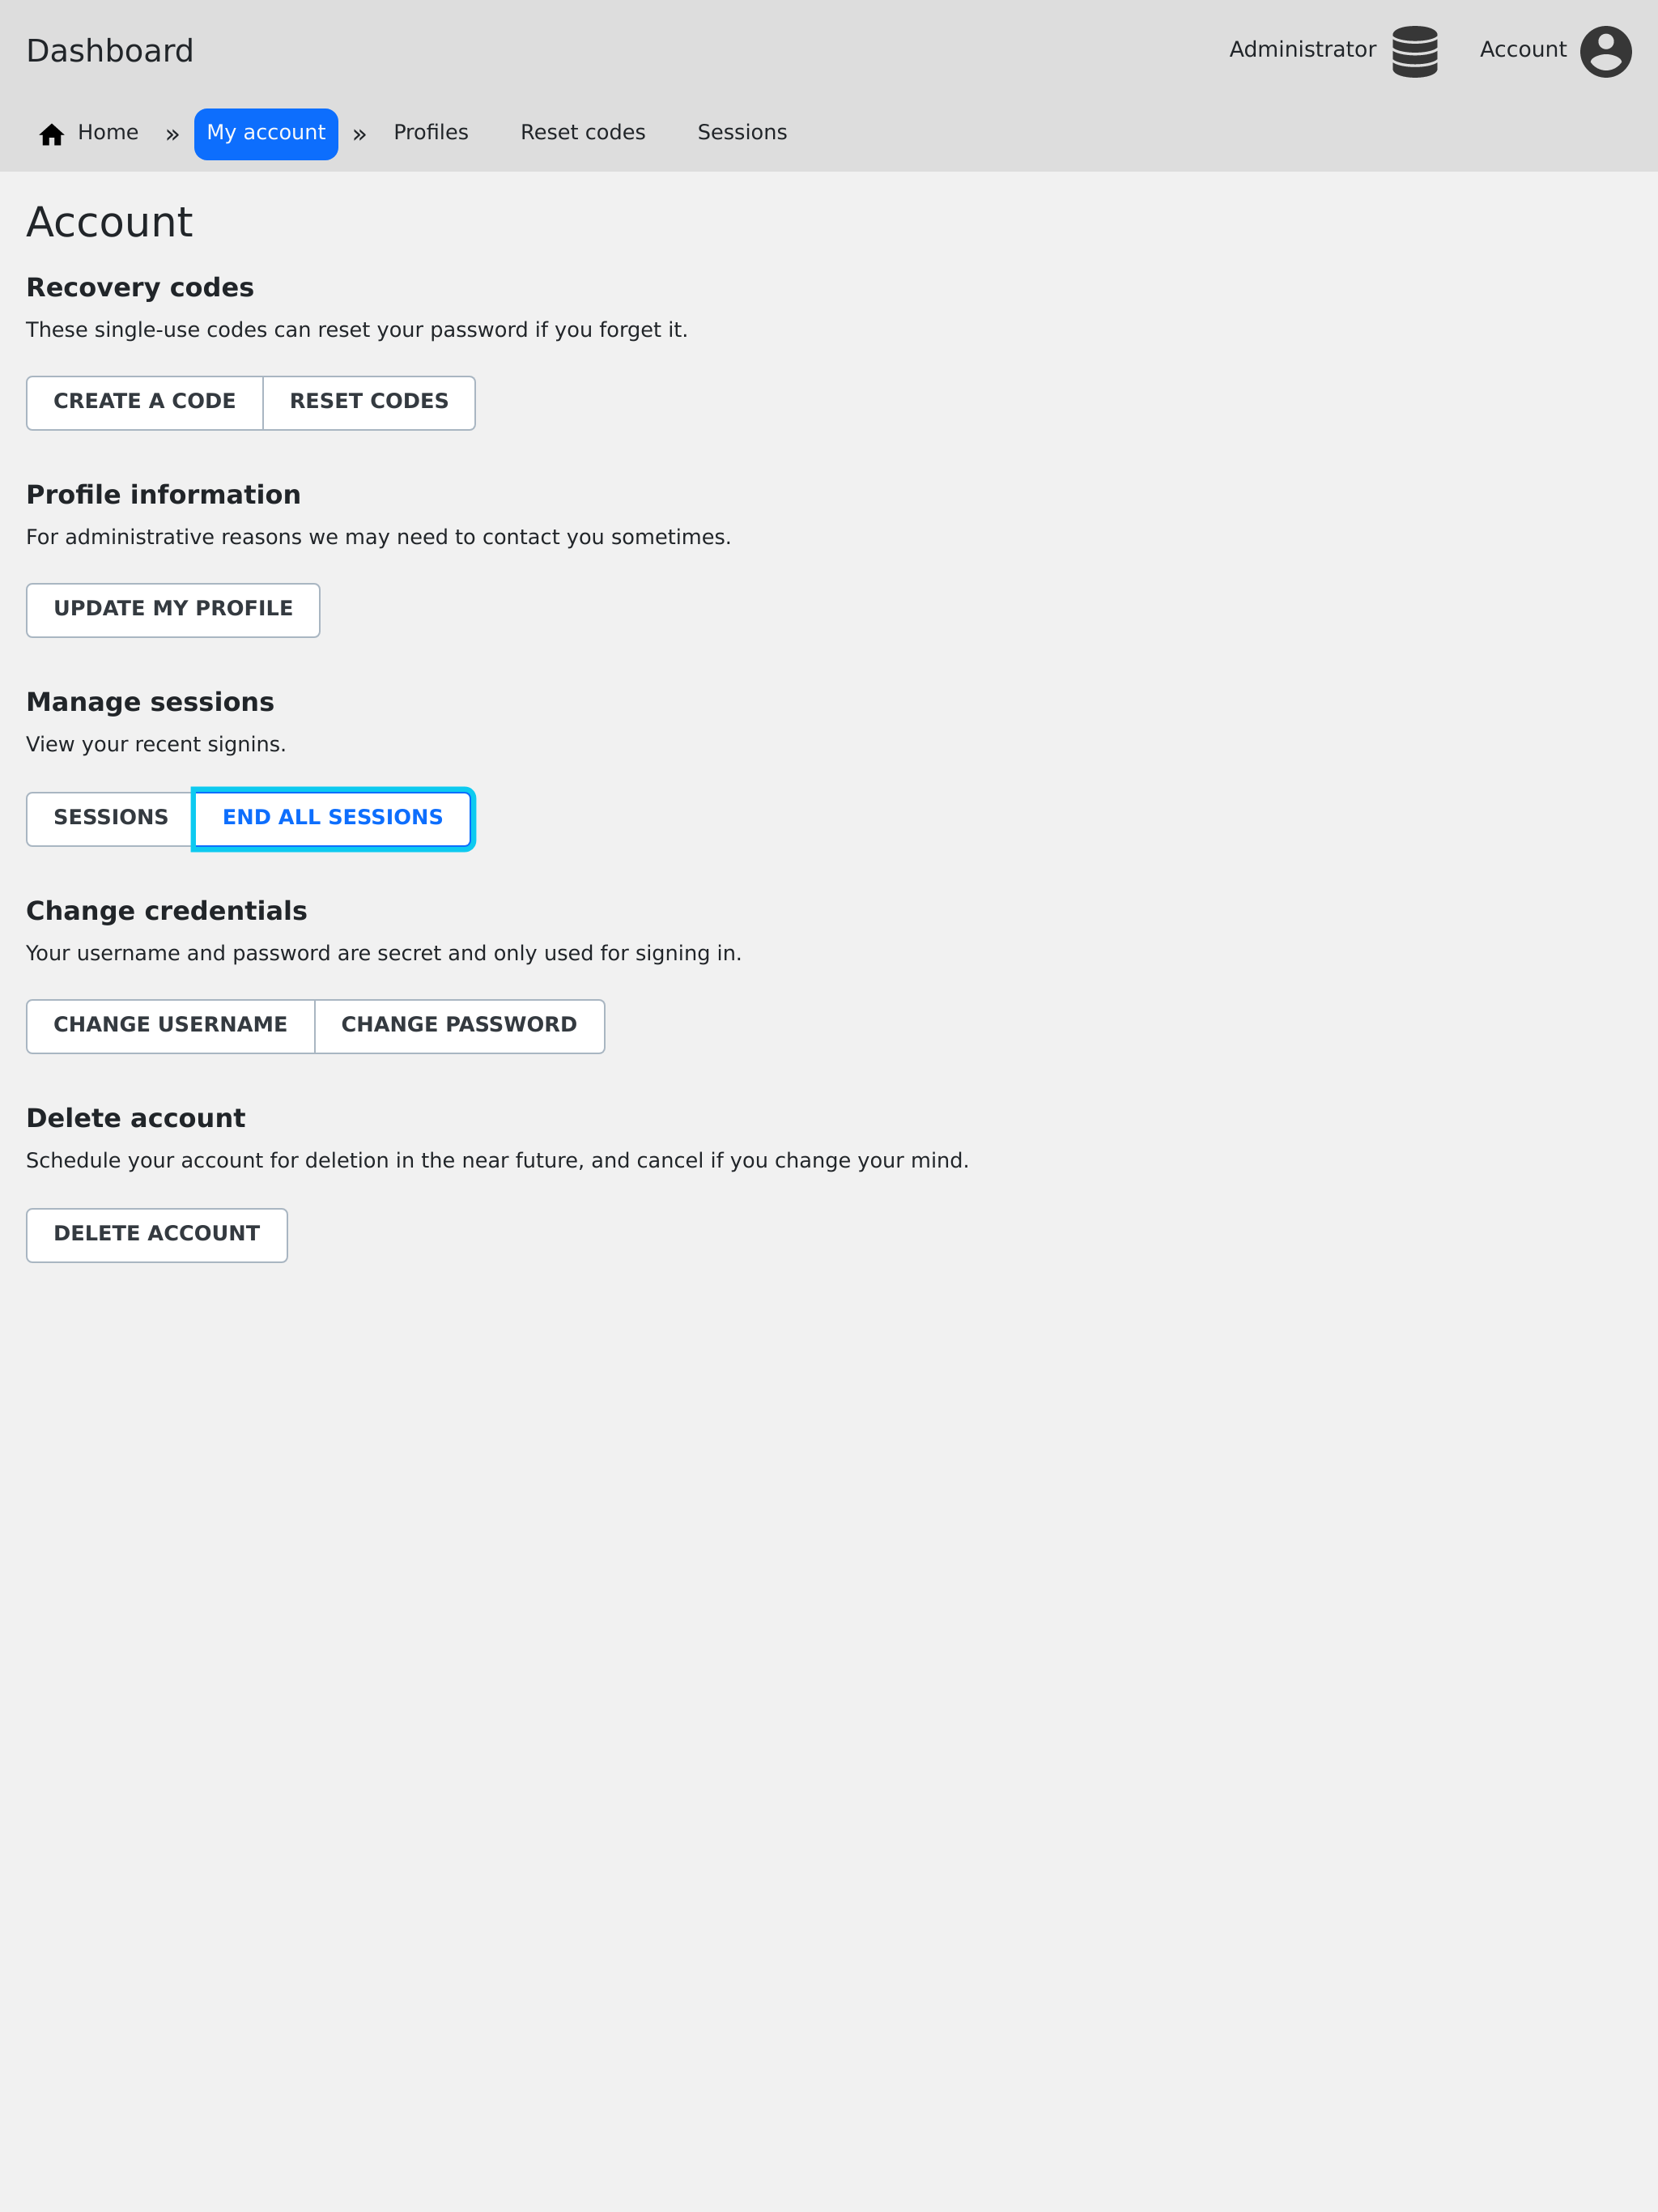 Dashboard
Administrator
Account
Home » My account » Profiles Reset codes Sessions
Account
Recovery codes
These single-use codes can reset your password if you forget it.
CREATE A CODE RESET CODES
Profile information
For administrative reasons we may need to contact you sometimes.
UPDATE MY PROFILE
Manage sessions
View your recent signins.
SESSIONS END ALL SESSIONS
Change credentials
Your username and password are secret and only used for signing in.
CHANGE USERNAME CHANGE PASSWORD
Delete account
Schedule your account for deletion in the near future, and cancel if you change your mind.
DELETE ACCOUNT